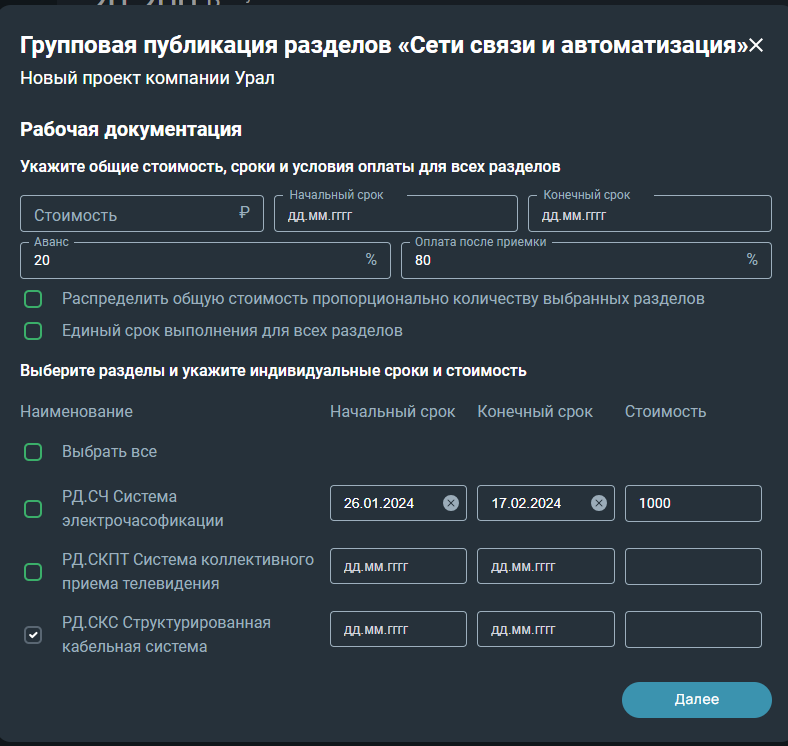 Групповая публикация разделов «Сети связи и автоматизация»
Новый проект компании Урал
Рабочая документация
Укажите общие стоимость, сроки и условия оплаты для всех разделов
Стоимость ₽
Начальный срок
дд.мм.гггг
Конечный срок
дд.мм.гггг
Аванс
20 %
Оплата после приемки
80 %
Распределить общую стоимость пропорционально количеству выбранных разделов
Единый срок выполнения для всех разделов
Выберите разделы и укажите индивидуальные сроки и стоимость
Наименование Начальный срок Конечный срок Стоимость
Выбрать все
РД.СЧ Система
электрочасофикации
26.01.2024 17.02.2024 1000
РД.СКПТ Система коллективного
приема телевидения
дд.мм.гггг дд.мм.гггг
РД.СКС Структурированная
кабельная система
дд.мм.гггг дд.мм.гггг
Далее